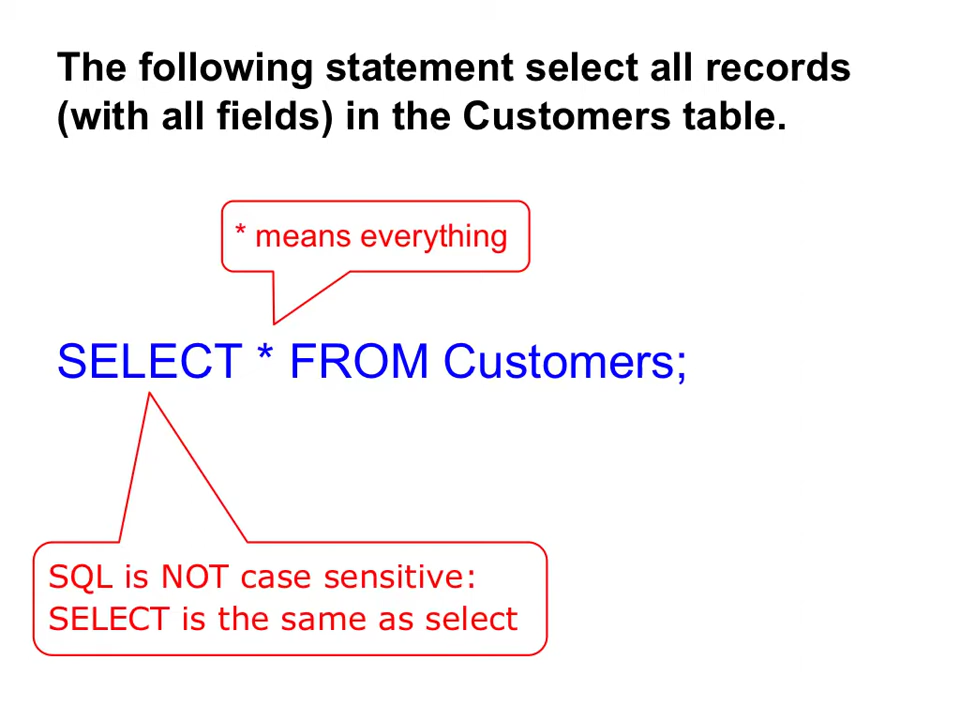 The following statement select all records
(with all fields) in the Customers table.
* means everything
SELECT * FROM Customers;
SQL is NOT case sensitive:
SELECT is the same as select